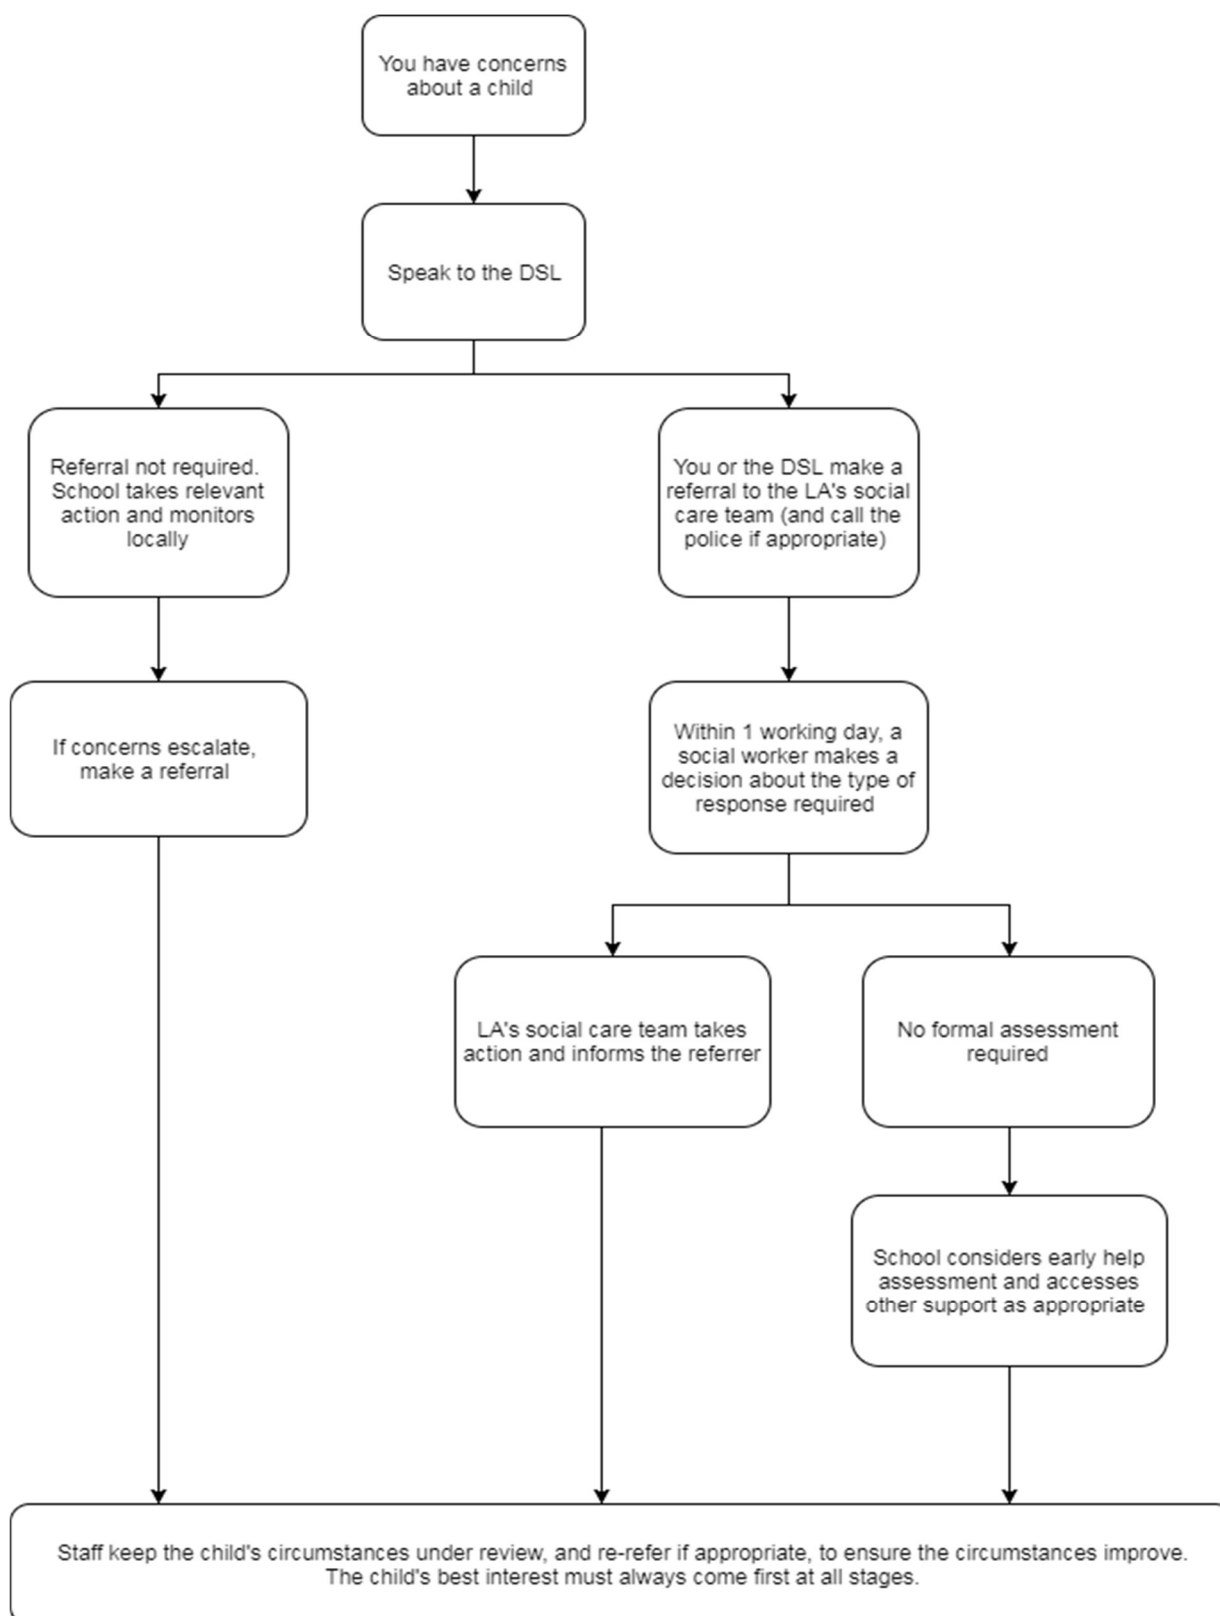 You have concerns
about a child
Speak to the DSL
Referral not required.
School takes relevant
action and monitors
locally
You or the DSL make a
referral to the LA's social
care team (and call the
police if appropriate)
If concerns escalate,
make a referral
Within 1 working day, a
social worker makes a
decision about the type of
response required
LA's social care team takes
action and informs the referrer
No formal assessment
required
School considers early help
assessment and accesses
other support as appropriate
Staff keep the child's circumstances under review, and re-refer if appropriate, to ensure the circumstances improve.
The child's best interest must always come first at all stages.